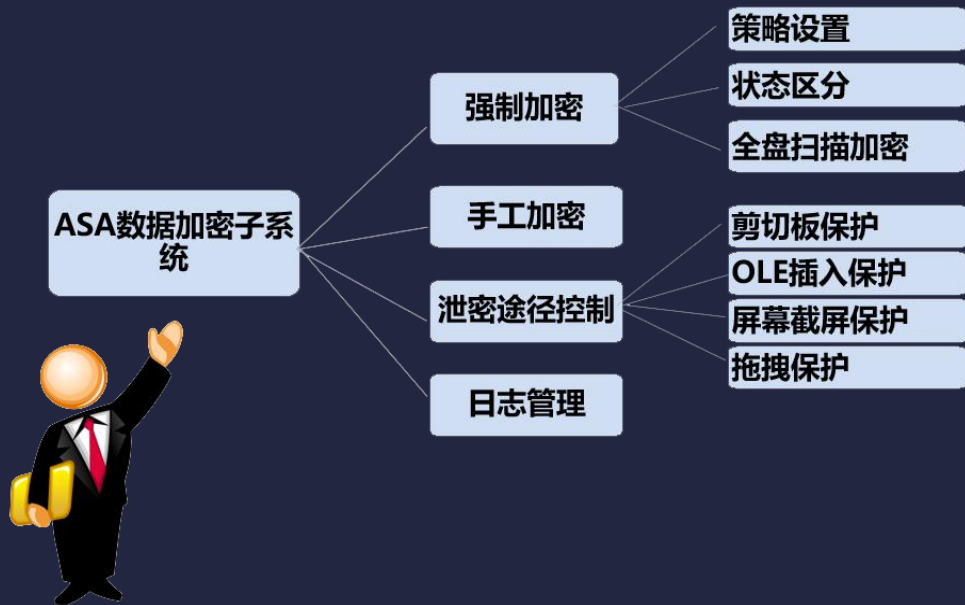 ASA数据加密子系
统
强制加密
策略设置
状态区分
全盘扫描加密
手工加密
泄密途径控制
剪切板保护
OLE插入保护
屏幕截屏保护
拖拽保护
日志管理